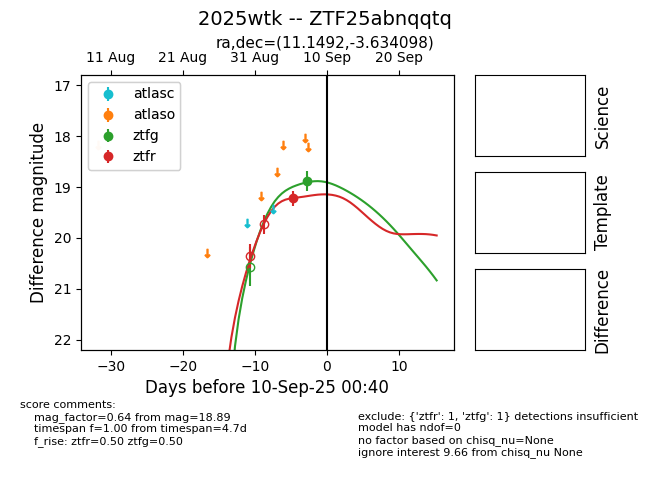 2025wtk -- ZTF25abnqqtq
ra,dec=(11.1492,-3.634098)
11 Aug 21 Aug 31 Aug 10 Sep 20 Sep
atlasc
atlaso
ztfg
ztfr
17
18
19
20
21
22
Difference magnitude
−30 −20 −10 0 10
Days before 10-Sep-25 00:40
Science
Template
Difference
score comments:
mag_factor=0.64 from mag=18.89
timespan f=1.00 from timespan=4.7d
f_rise: ztfr=0.50 ztfg=0.50
exclude: {'ztfr': 1, 'ztfg': 1} detections insufficient
model has ndof=0
no factor based on chisq_nu=None
ignore interest 9.66 from chisq_nu None